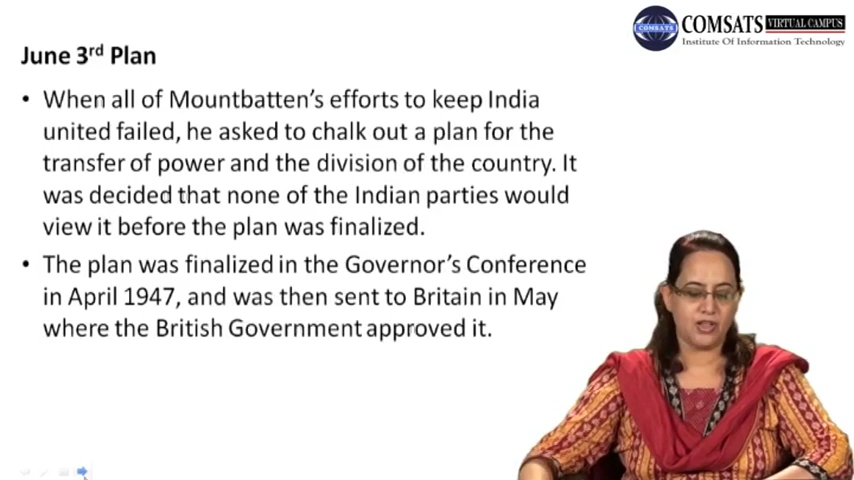 COMSATS VIRTUAL CAMPUS
COMSATS
Institute Of Information Technology
June 3rd Plan
• When all of Mountbatten's efforts to keep India
united failed, he asked to chalk out a plan for the
transfer of power and the division of the country. It
was decided that none of the Indian parties would
view it before the plan was finalized.
• The plan was finalized in the Governor's Conference
in April 1947, and was then sent to Britain in May
where the British Government approved it.